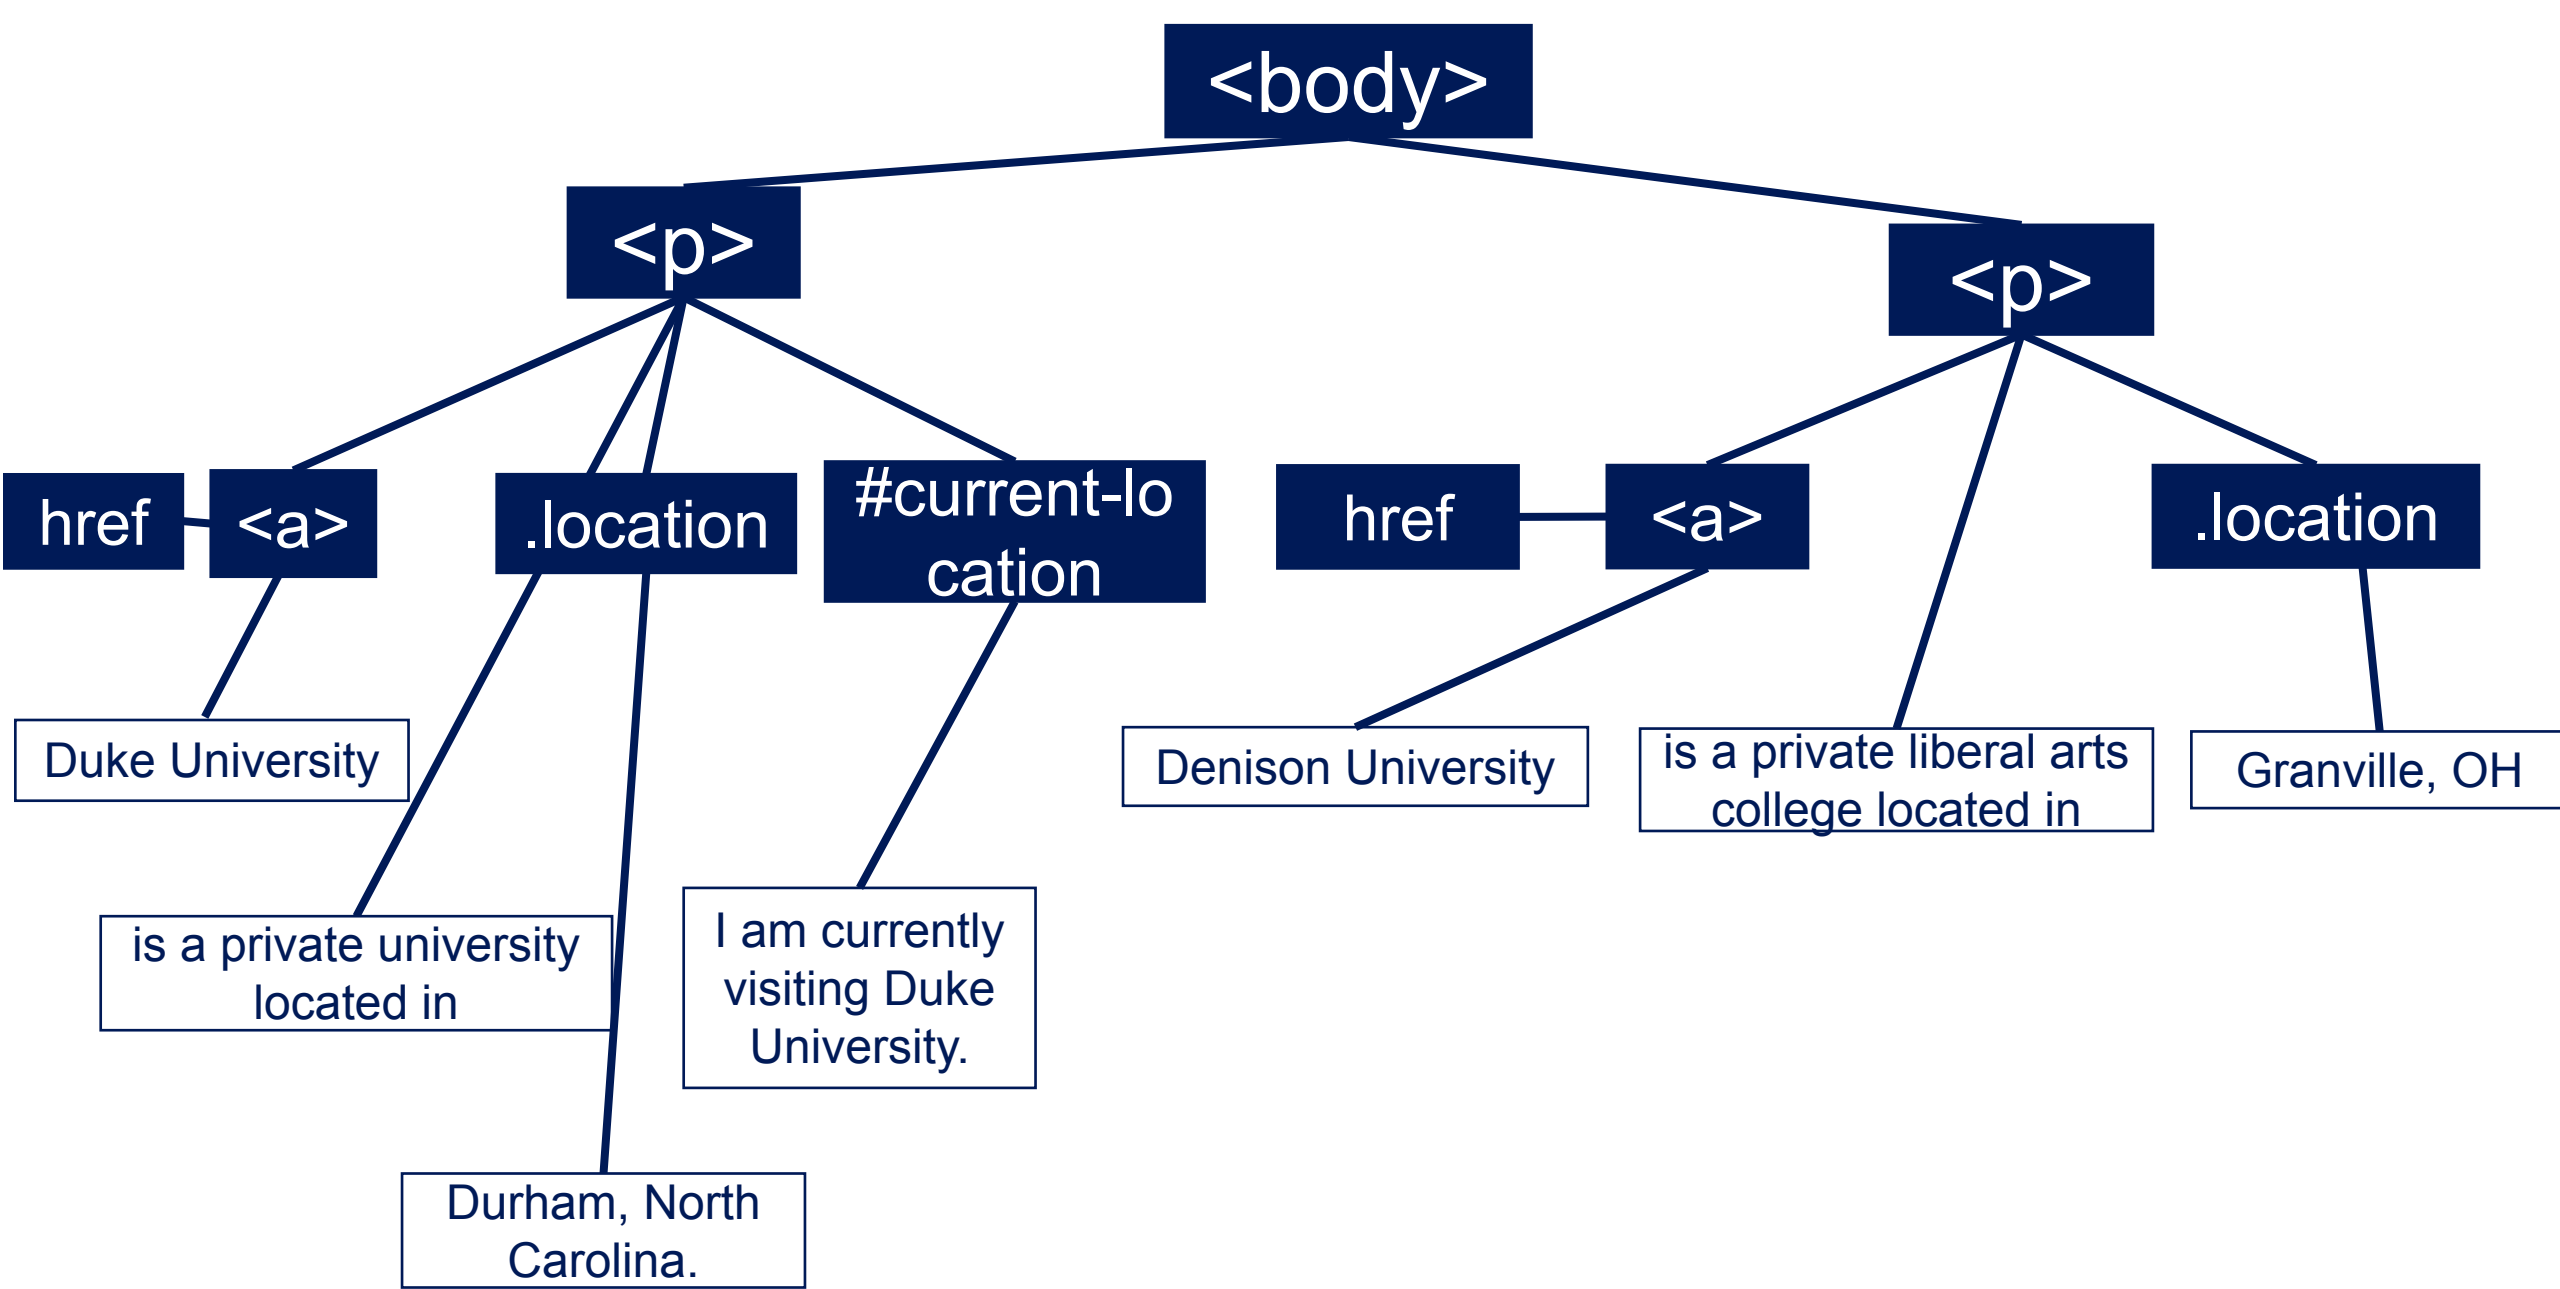 <body>
<p>
<p>
href
<a>
.location
#current-lo
cation
href
<a>
.location
Duke University
Denison University
is a private liberal arts
college located in
Granville, OH
is a private university
located in
I am currently
visiting Duke
University.
Durham, North
Carolina.